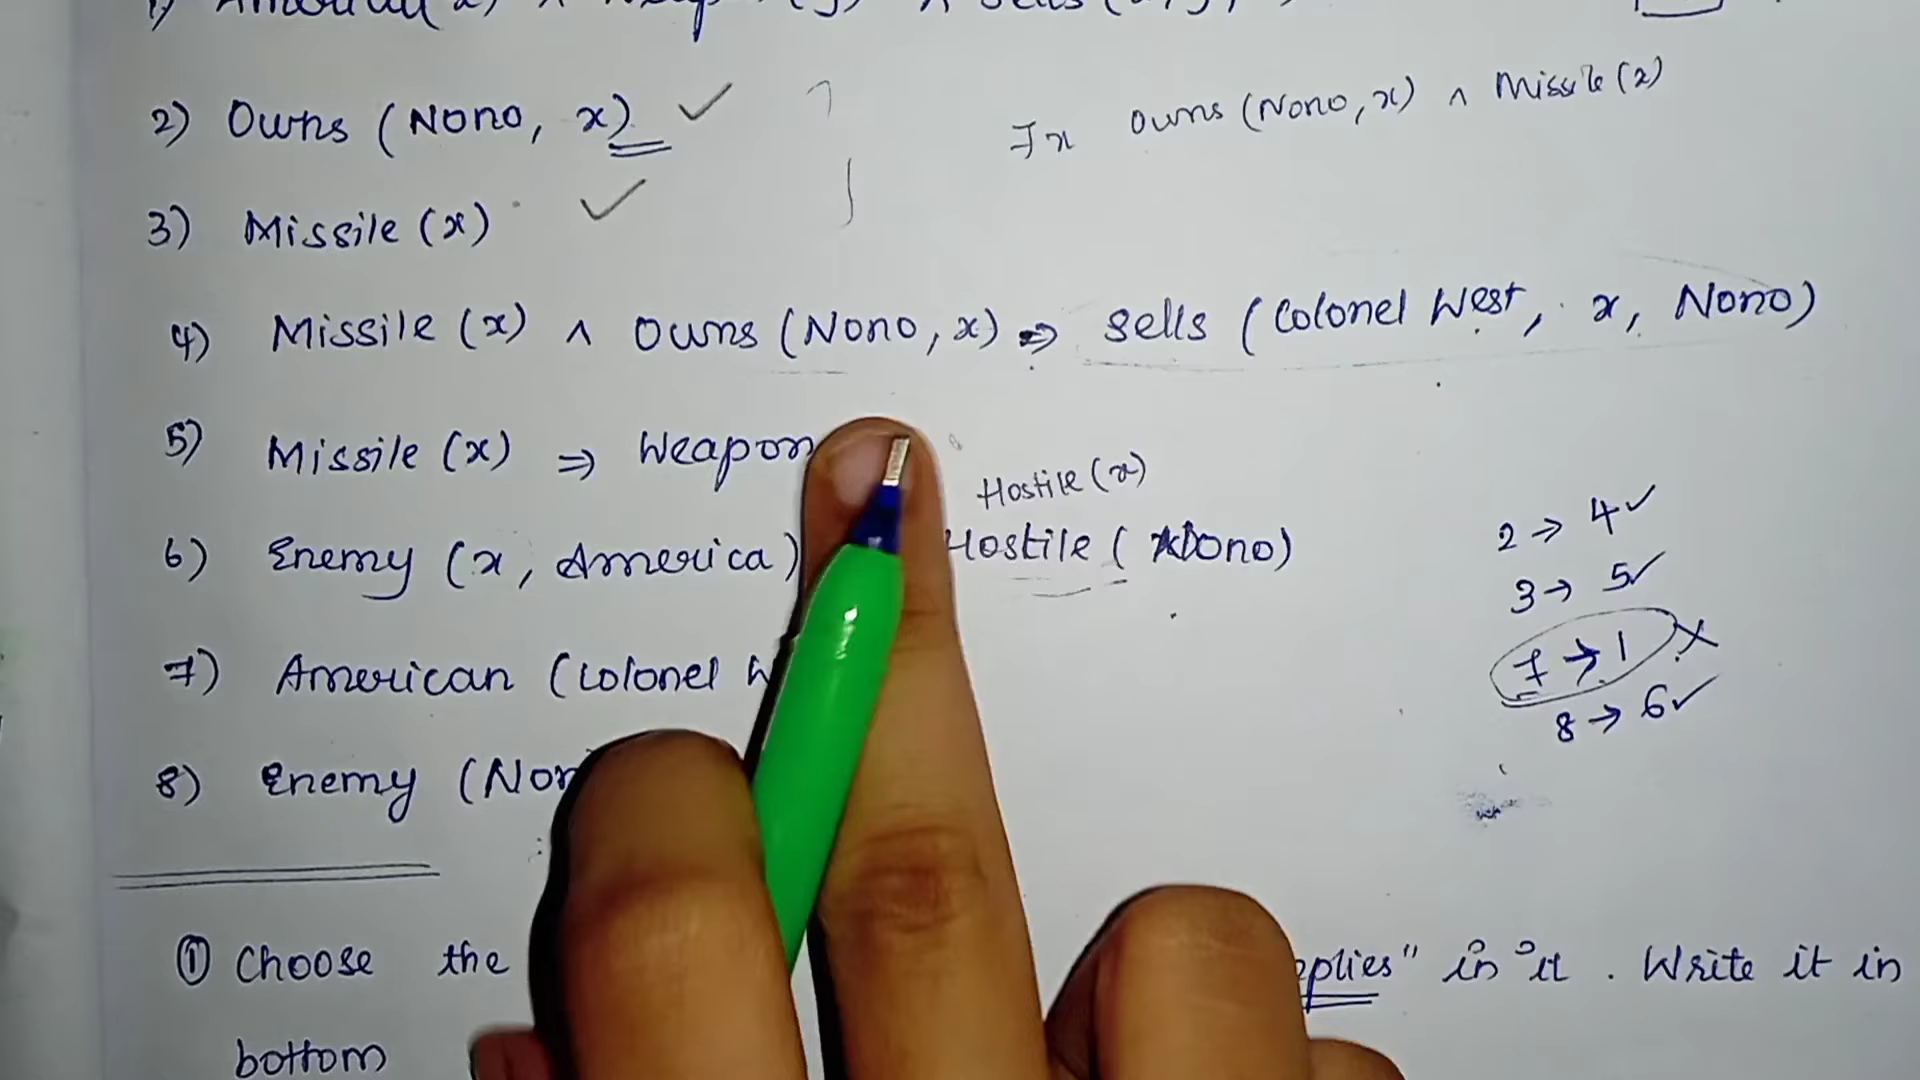 1)
2) Owns (Nono, x) ✓
∃x Owns (Nono, x) ∧ Missile (x)
3) Missile (x) ✓
4) Missile (x) ∧ Owns (Nono, x) ⇒ Sells (Colonel West, x, Nono)
5) Missile (x) ⇒ Weapon
Hostile (x)
6) Enemy (x, America) Hostile ( Nono)
7) American (Colonel W
8) Enemy (Non
2 → 4 ✓
3 → 5 ✓
7 → 1 ✗
8 → 6 ✓
① Choose the plies" in it . Write it in
bottom